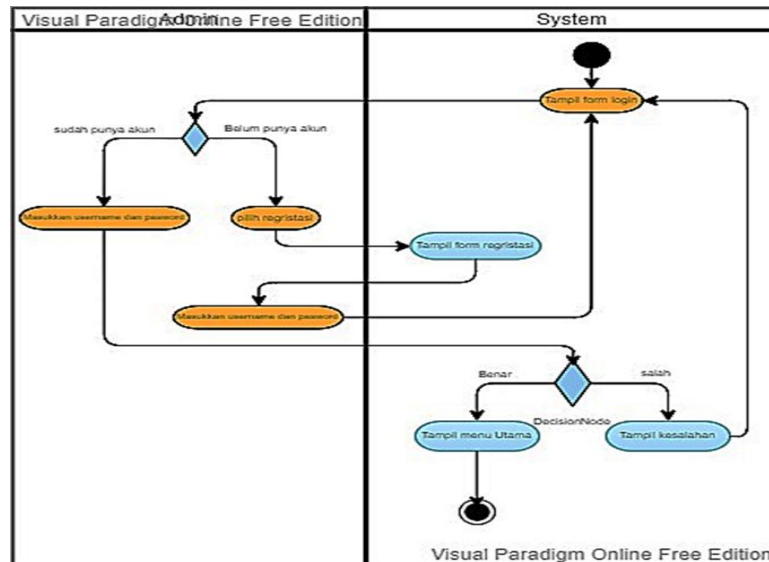 Visual Paradigm Online Free Edition
Admin
System
Tampil form login
sudah punya akun
Belum punya akun
Masukkan username dan pasword
pilih regristasi
Tampil form regristasi
Masukkan username dan pasword
Benar
salah
DecisionNode
Tampil menu Utama
Tampil kesalahan
Visual Paradigm Online Free Edition